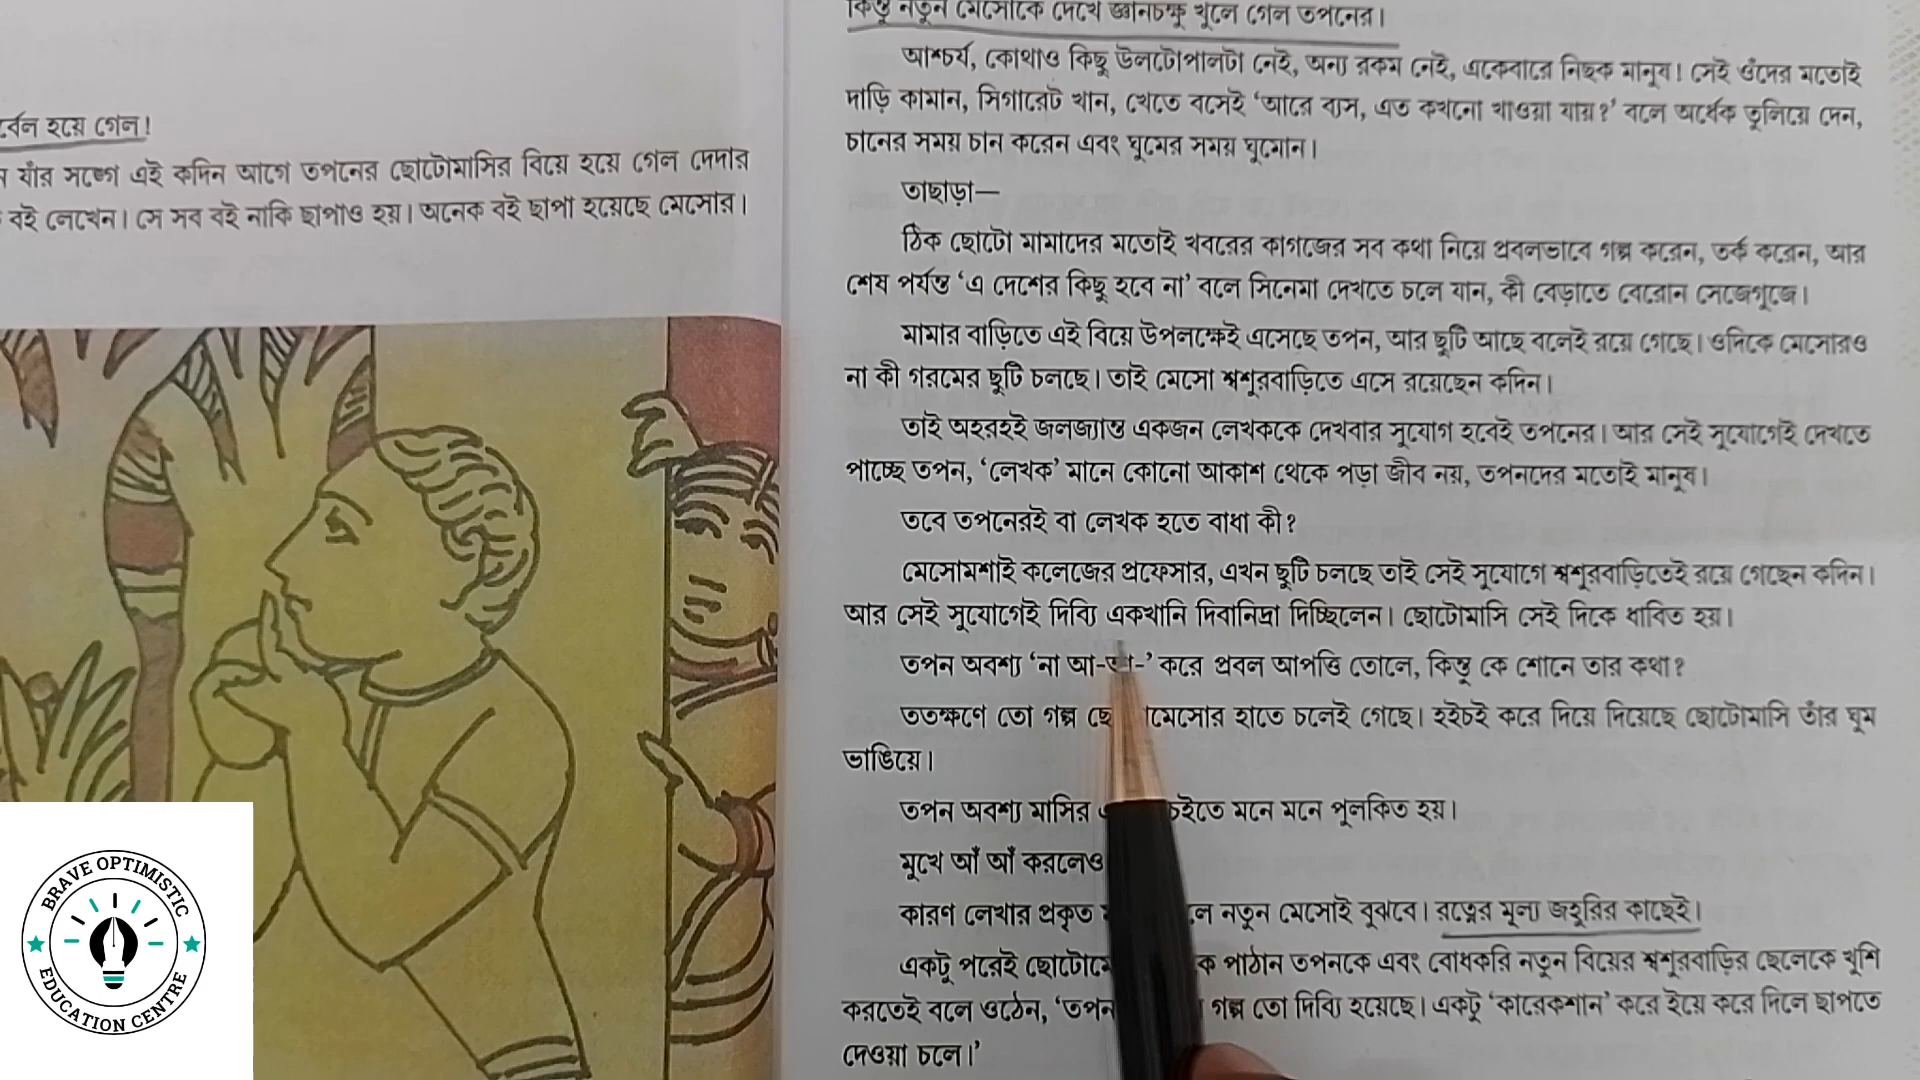 র্বেল হয়ে গেল!
যাঁর সঙ্গে এই কদিন আগে তপনের ছোটোমাসির বিয়ে হয়ে গেল দেদার
বই লেখেন। সে সব বই নাকি ছাপাও হয়। অনেক বই ছাপা হয়েছে মেসোর।
কিন্তু নতুন মেসোকে দেখে জ্ঞানচক্ষু খুলে গেল তপনের।
আশ্চর্য, কোথাও কিছু উলটোপালটা নেই, অন্য রকম নেই, একেবারে নিছক মানুষ। সেই ওঁদের মতোই
দাড়ি কামান, সিগারেট খান, খেতে বসেই 'আরে ব্যস, এত কখনো খাওয়া যায়?' বলে অর্ধেক তুলিয়ে দেন,
চানের সময় চান করেন এবং ঘুমের সময় ঘুমোন।
তাছাড়া—
ঠিক ছোটো মামাদের মতোই খবরের কাগজের সব কথা নিয়ে প্রবলভাবে গল্প করেন, তর্ক করেন, আর
শেষ পর্যন্ত 'এ দেশের কিছু হবে না' বলে সিনেমা দেখতে চলে যান, কী বেড়াতে বেরোন সেজেগুজে।
মামার বাড়িতে এই বিয়ে উপলক্ষেই এসেছে তপন, আর ছুটি আছে বলেই রয়ে গেছে। ওদিকে মেসোরও
না কী গরমের ছুটি চলছে। তাই মেসো শ্বশুরবাড়িতে এসে রয়েছেন কদিন।
তাই অহরহই জলজ্যান্ত একজন লেখককে দেখবার সুযোগ হবেই তপনের। আর সেই সুযোগেই দেখতে
পাচ্ছে তপন, 'লেখক' মানে কোনো আকাশ থেকে পড়া জীব নয়, তপনদের মতোই মানুষ।
তবে তপনেরই বা লেখক হতে বাধা কী?
মেসোমশাই কলেজের প্রফেসার, এখন ছুটি চলছে তাই সেই সুযোগে শ্বশুরবাড়িতেই রয়ে গেছেন কদিন।
আর সেই সুযোগেই দিব্যি একখানি দিবানিদ্রা দিচ্ছিলেন। ছোটোমাসি সেই দিকে ধাবিত হয়।
তপন অবশ্য 'না আ-আ-' করে প্রবল আপত্তি তোলে, কিন্তু কে শোনে তার কথা?
ততক্ষণে তো গল্প ছো মেসোর হাতে চলেই গেছে। হইচই করে দিয়ে দিয়েছে ছোটোমাসি তাঁর ঘুম
ভাঙিয়ে।
তপন অবশ্য মাসির চইতে মনে মনে পুলকিত হয়।
মুখে আঁ আঁ করলেও
কারণ লেখার প্রকৃত লে নতুন মেসোই বুঝবে। রত্নের মূল্য জহুরির কাছেই।
একটু পরেই ছোটোমে ক পাঠান তপনকে এবং বোধকরি নতুন বিয়ের শ্বশুরবাড়ির ছেলেকে খুশি
করতেই বলে ওঠেন, 'তপন গল্প তো দিব্যি হয়েছে। একটু 'কারেকশান' করে ইয়ে করে দিলে ছাপতে
দেওয়া চলে।'
BRAVE OPTIMISTIC
EDUCATION CENTRE